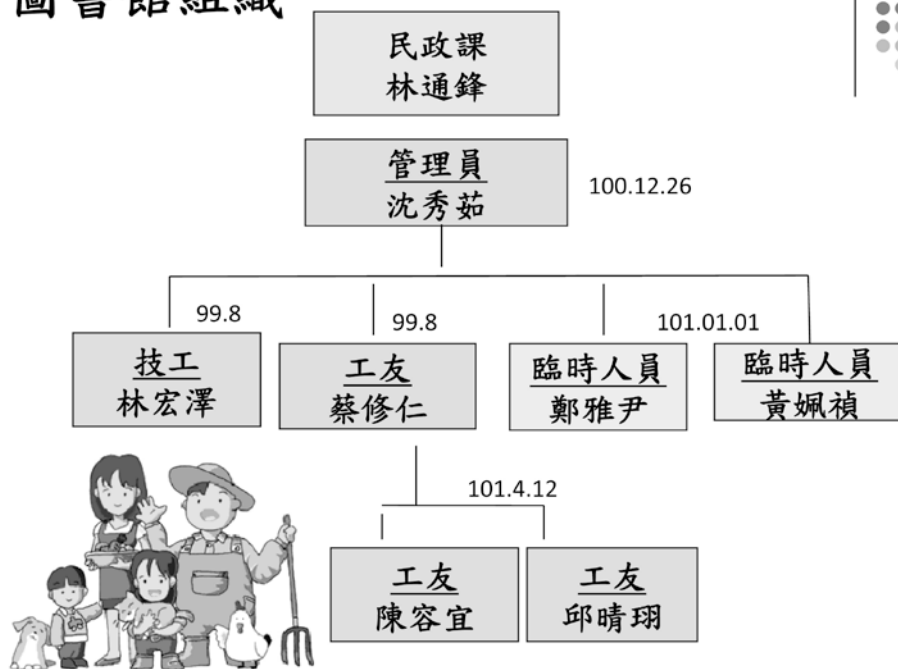 圖書館組織
民政課
林通鋒
管理員
沈秀茹
100.12.26
99.8
99.8
101.01.01
技工
林宏澤
工友
蔡修仁
臨時人員
鄭雅尹
臨時人員
黃姵禎
101.4.12
工友
陳容宜
工友
邱晴珝